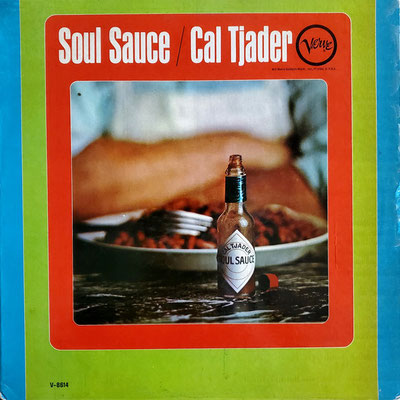 Soul Sauce / Cal Tjader
Verve
CAL TJADER
SOUL SAUCE
V-8614